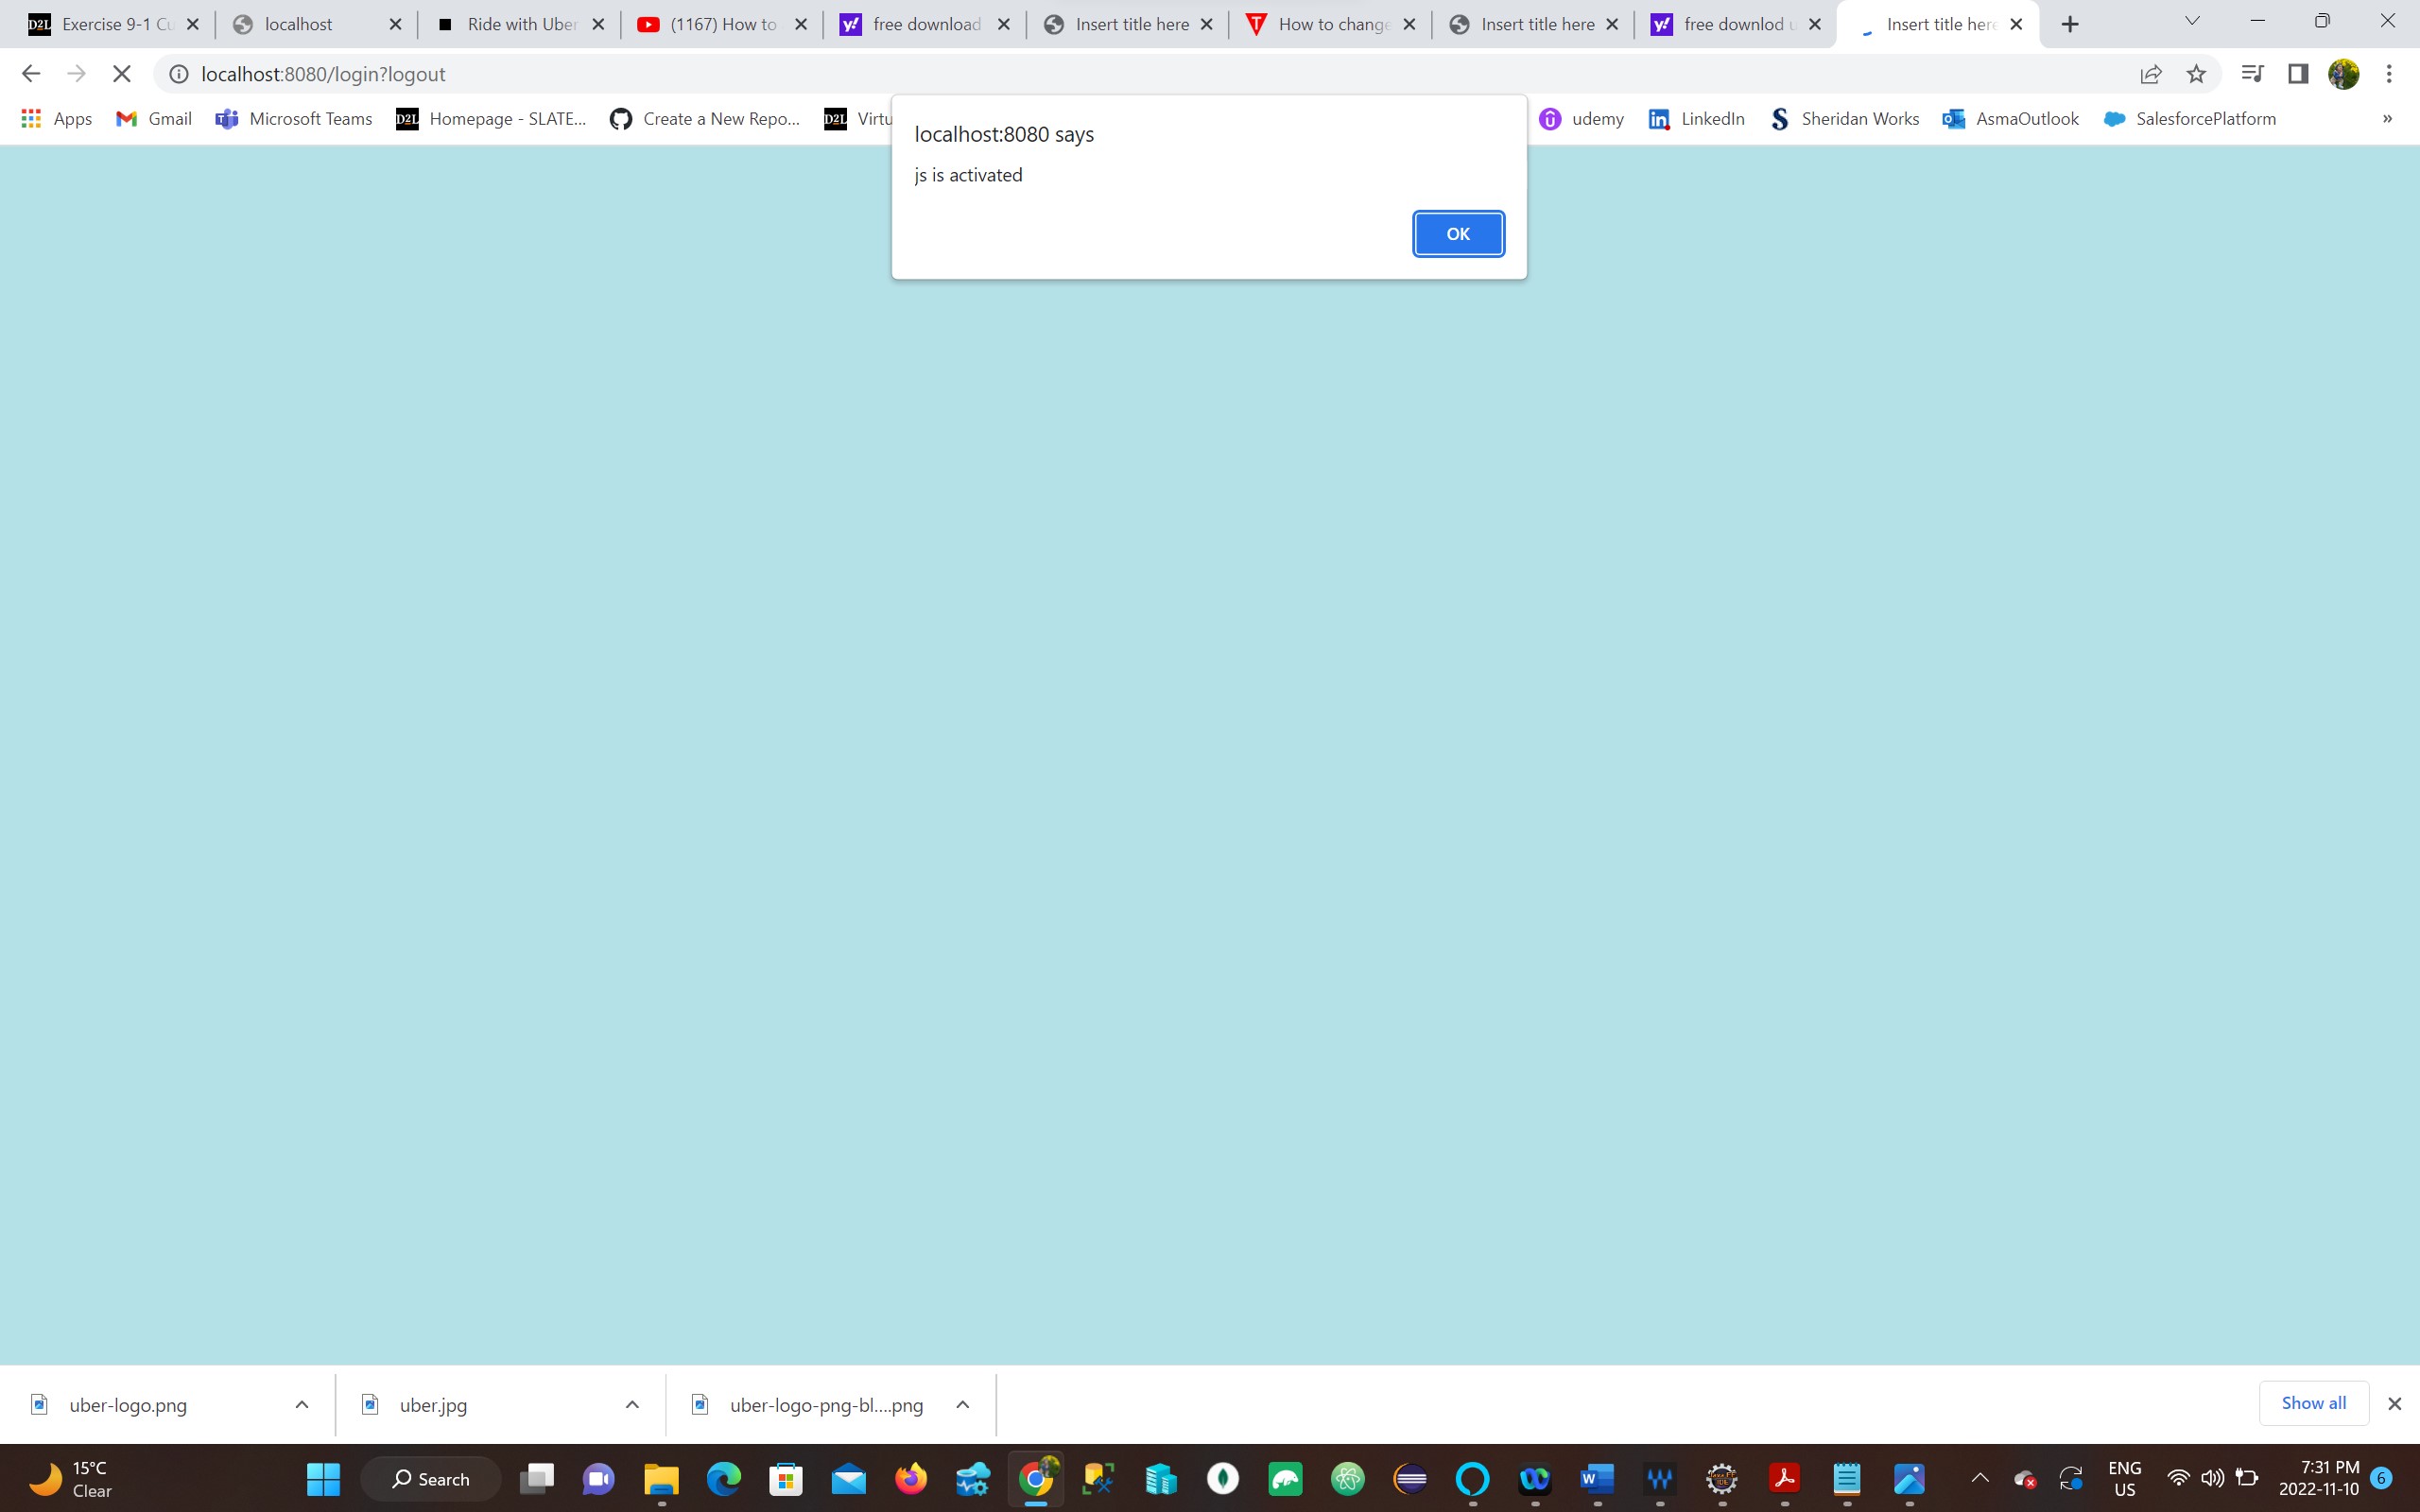 Exercise 9-1 Cu
localhost
Ride with Uber
(1167) How to
free download
Insert title here
How to change
Insert title here
free downlod u
Insert title here
localhost:8080/login?logout
Apps
Gmail
Microsoft Teams
D2L
Homepage - SLATE...
Create a New Repo...
D2L
Virtu
udemy
LinkedIn
Sheridan Works
AsmaOutlook
SalesforcePlatform
»
localhost:8080 says
js is activated
OK
uber-logo.png
uber.jpg
uber-logo-png-bl....png
Show all
15°C
Clear
Search
ENG
US
7:31 PM
2022-11-10
6